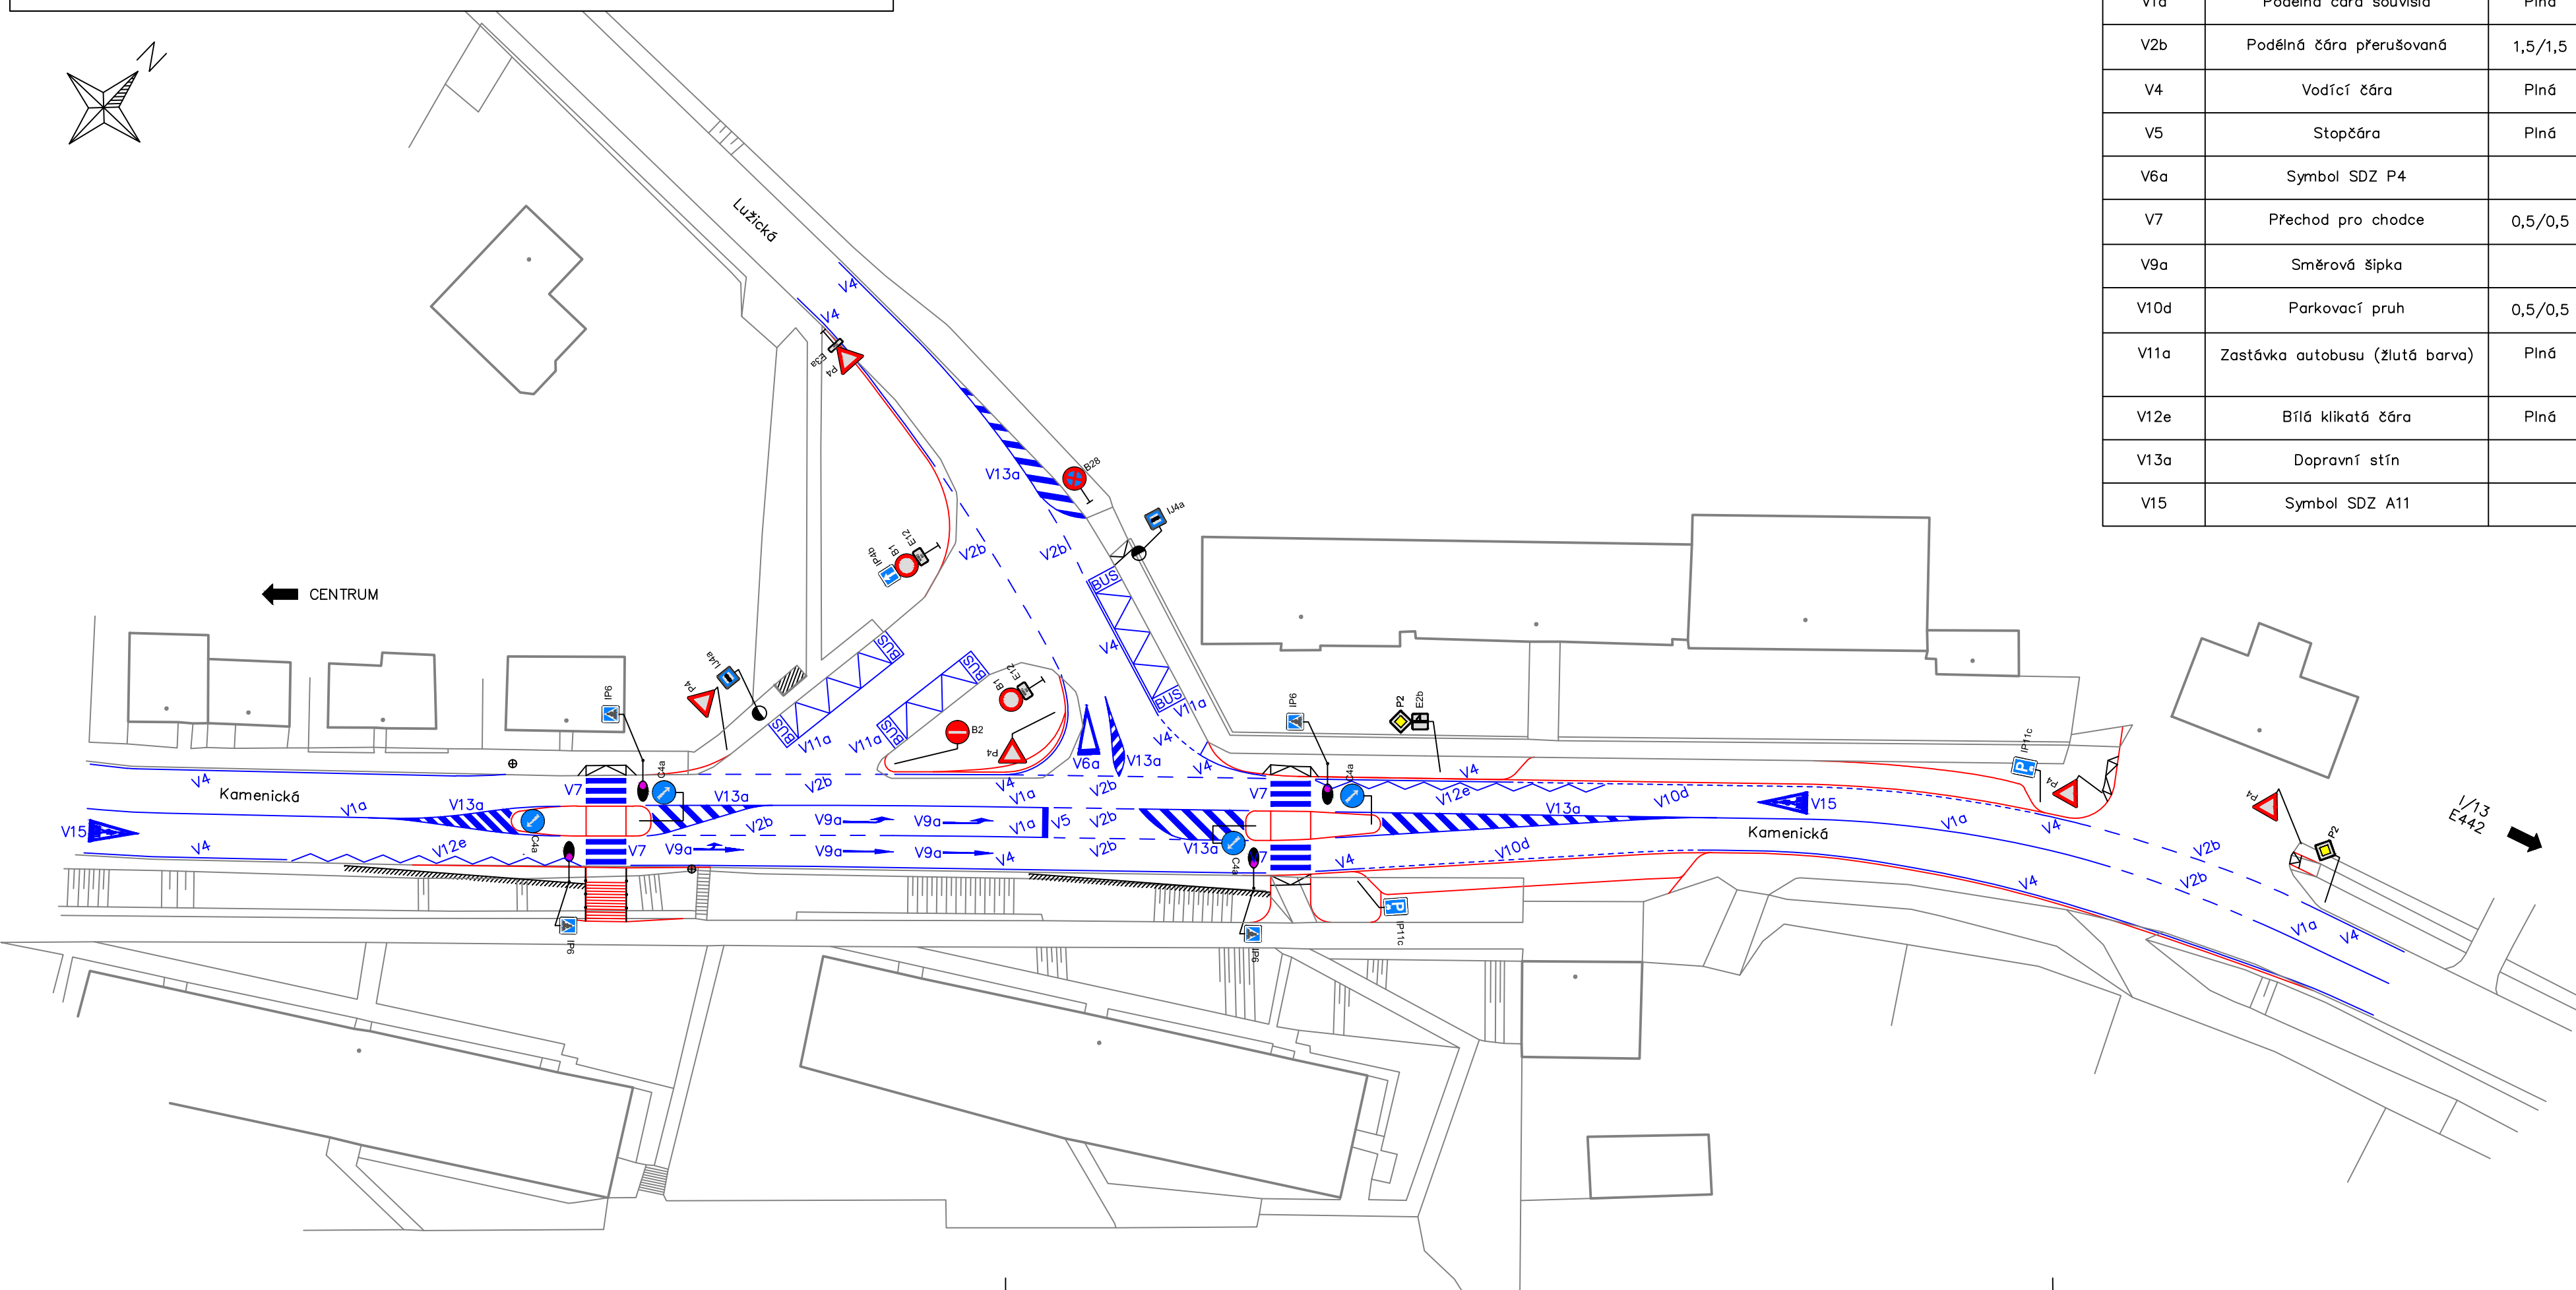 V1a Podélná čára souvislá Plná
V2b Podélná čára přerušovaná 1,5/1,5
V4 Vodící čára Plná
V5 Stopčára Plná
V6a Symbol SDZ P4
V7 Přechod pro chodce 0,5/0,5
V9a Směrová šipka
V10d Parkovací pruh 0,5/0,5
V11a Zastávka autobusu (žlutá barva) Plná
V12e Bílá klikatá čára Plná
V13a Dopravní stín
V15 Symbol SDZ A11
N
Lužická
V4
V4
E3a
P4
V13a
B28
IJ4a
V2b
V2b
IP4b
B1
E12
BUS
V4
BUS
V11a
CENTRUM
IP6
P4
IJ4a
BUS
BUS
V11a
BUS
BUS
V11a
B1
E12
B2
P4
V6a
V13a
V4
V4
IP6
P2
E2b
IP11c
P4
P4
P2
I/13
E442
V4
Kamenická
V1a
V13a
V7
C4a
V13a
V2b
V4
V1a
V2b
V7
C4a
V4
V12e
V13a
V10d
V15
V1a
V4
V2b
V15
V4
V12e
C4a
V7
V2b
V9a
V9a
V9a
V9a
V9a
V1a
V5
V2b
V4
V2b
V13a
C4a
V7
V4
V10d
Kamenická
V4
V2b
V1a
V4
IP6
IP6
IP11c